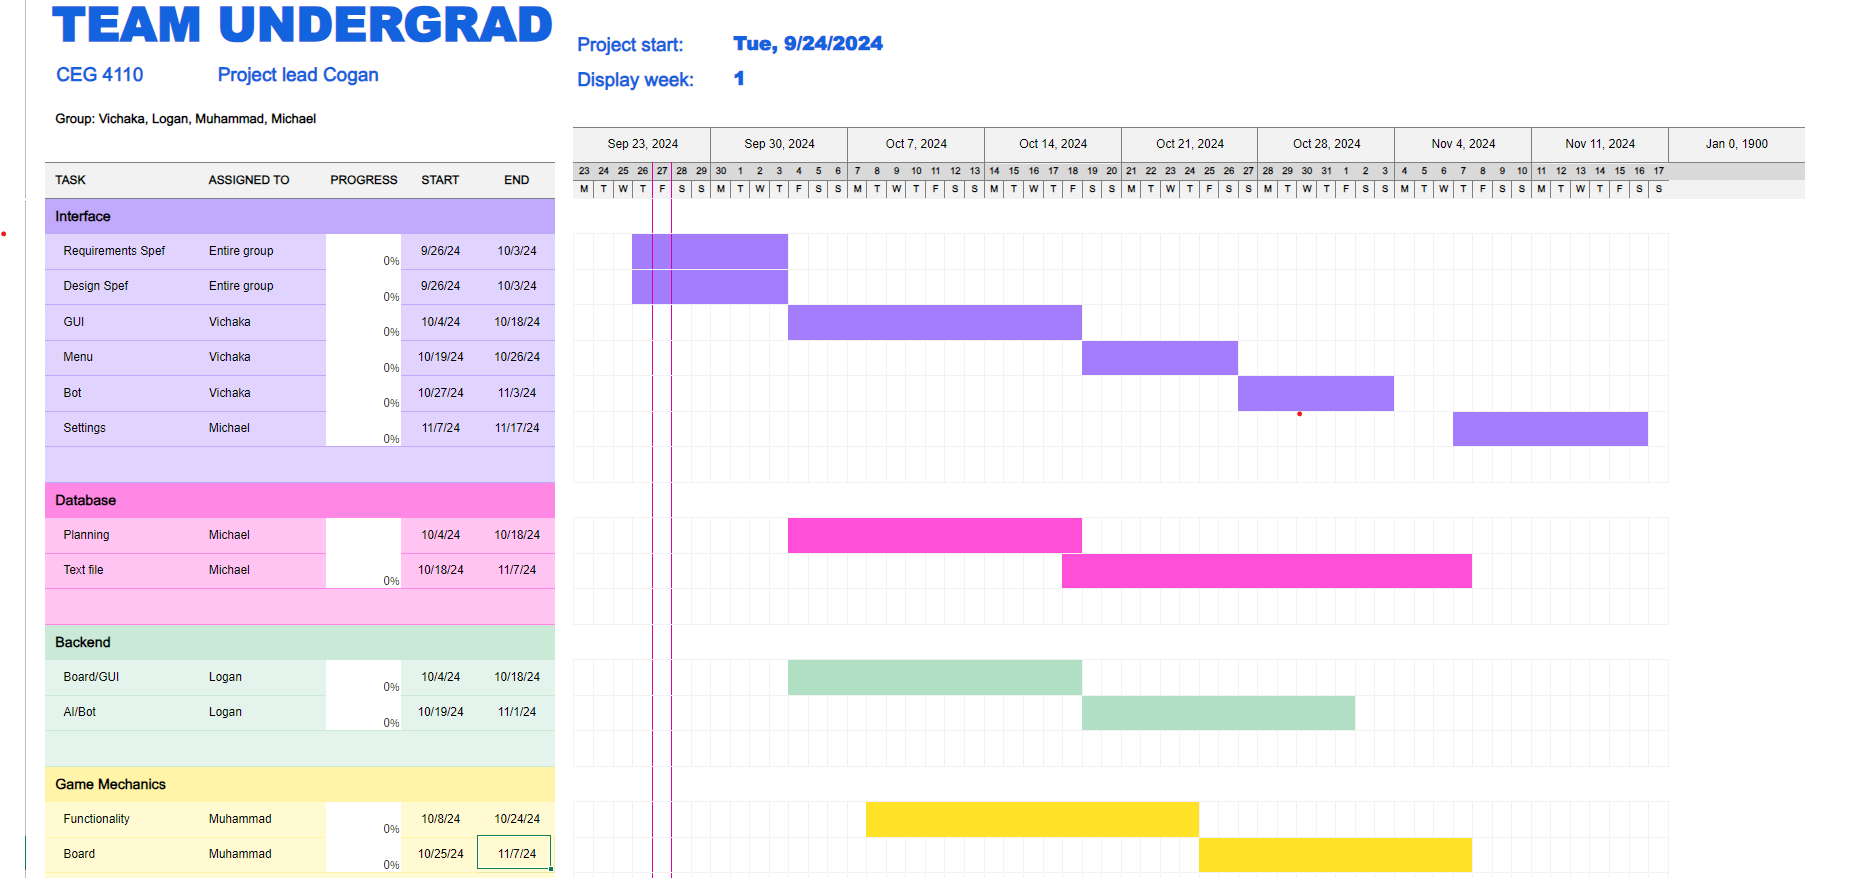 TEAM UNDERGRAD
Project start: Tue, 9/24/2024
CEG 4110 Project lead Cogan
Display week: 1
Group: Vichaka, Logan, Muhammad, Michael
Sep 23, 2024 Sep 30, 2024 Oct 7, 2024 Oct 14, 2024 Oct 21, 2024 Oct 28, 2024 Nov 4, 2024 Nov 11, 2024 Jan 0, 1900
23 24 25 26 27 28 29 30 1 2 3 4 5 6 7 8 9 10 11 12 13 14 15 16 17 18 19 20 21 22 23 24 25 26 27 28 29 30 31 1 2 3 4 5 6 7 8 9 10 11 12 13 14 15 16 17
TASK ASSIGNED TO PROGRESS START END
M T W T F S S M T W T F S S M T W T F S S M T W T F S S M T W T F S S M T W T F S S M T W T F S S M T W T F S S
Interface
Requirements Spef Entire group 0% 9/26/24 10/3/24
Design Spef Entire group 0% 9/26/24 10/3/24
GUI Vichaka 0% 10/4/24 10/18/24
Menu Vichaka 0% 10/19/24 10/26/24
Bot Vichaka 0% 10/27/24 11/3/24
Settings Michael 0% 11/7/24 11/17/24
Database
Planning Michael 10/4/24 10/18/24
Text file Michael 0% 10/18/24 11/7/24
Backend
Board/GUI Logan 0% 10/4/24 10/18/24
AI/Bot Logan 0% 10/19/24 11/1/24
Game Mechanics
Functionality Muhammad 0% 10/8/24 10/24/24
Board Muhammad 0% 10/25/24 11/7/24